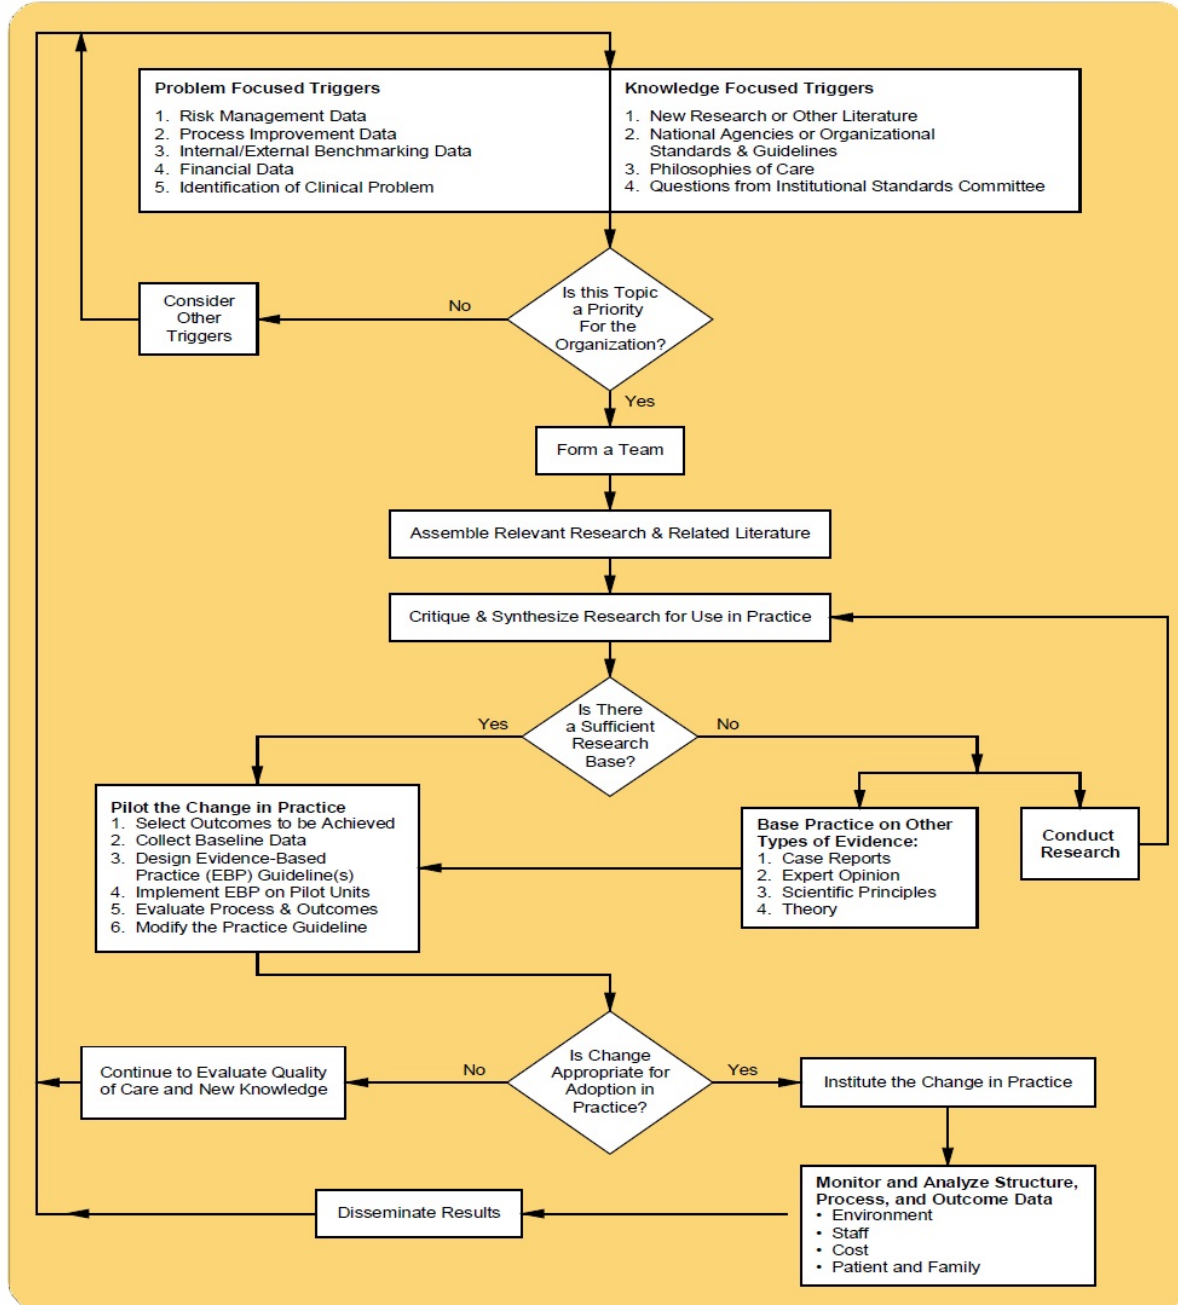 Problem Focused Triggers
1. Risk Management Data
2. Process Improvement Data
3. Internal/External Benchmarking Data
4. Financial Data
5. Identification of Clinical Problem
Knowledge Focused Triggers
1. New Research or Other Literature
2. National Agencies or Organizational
Standards & Guidelines
3. Philosophies of Care
4. Questions from Institutional Standards Committee
Consider
Other
Triggers
No
Is this Topic
a Priority
For the
Organization?
Yes
Form a Team
Assemble Relevant Research & Related Literature
Critique & Synthesize Research for Use in Practice
Yes
Is There
a Sufficient
Research
Base?
No
Pilot the Change in Practice
1. Select Outcomes to be Achieved
2. Collect Baseline Data
3. Design Evidence-Based
Practice (EBP) Guideline(s)
4. Implement EBP on Pilot Units
5. Evaluate Process & Outcomes
6. Modify the Practice Guideline
Base Practice on Other
Types of Evidence:
1. Case Reports
2. Expert Opinion
3. Scientific Principles
4. Theory
Conduct
Research
Continue to Evaluate Quality
of Care and New Knowledge
No
Is Change
Appropriate for
Adoption in
Practice?
Yes
Institute the Change in Practice
Disseminate Results
Monitor and Analyze Structure,
Process, and Outcome Data
• Environment
• Staff
• Cost
• Patient and Family